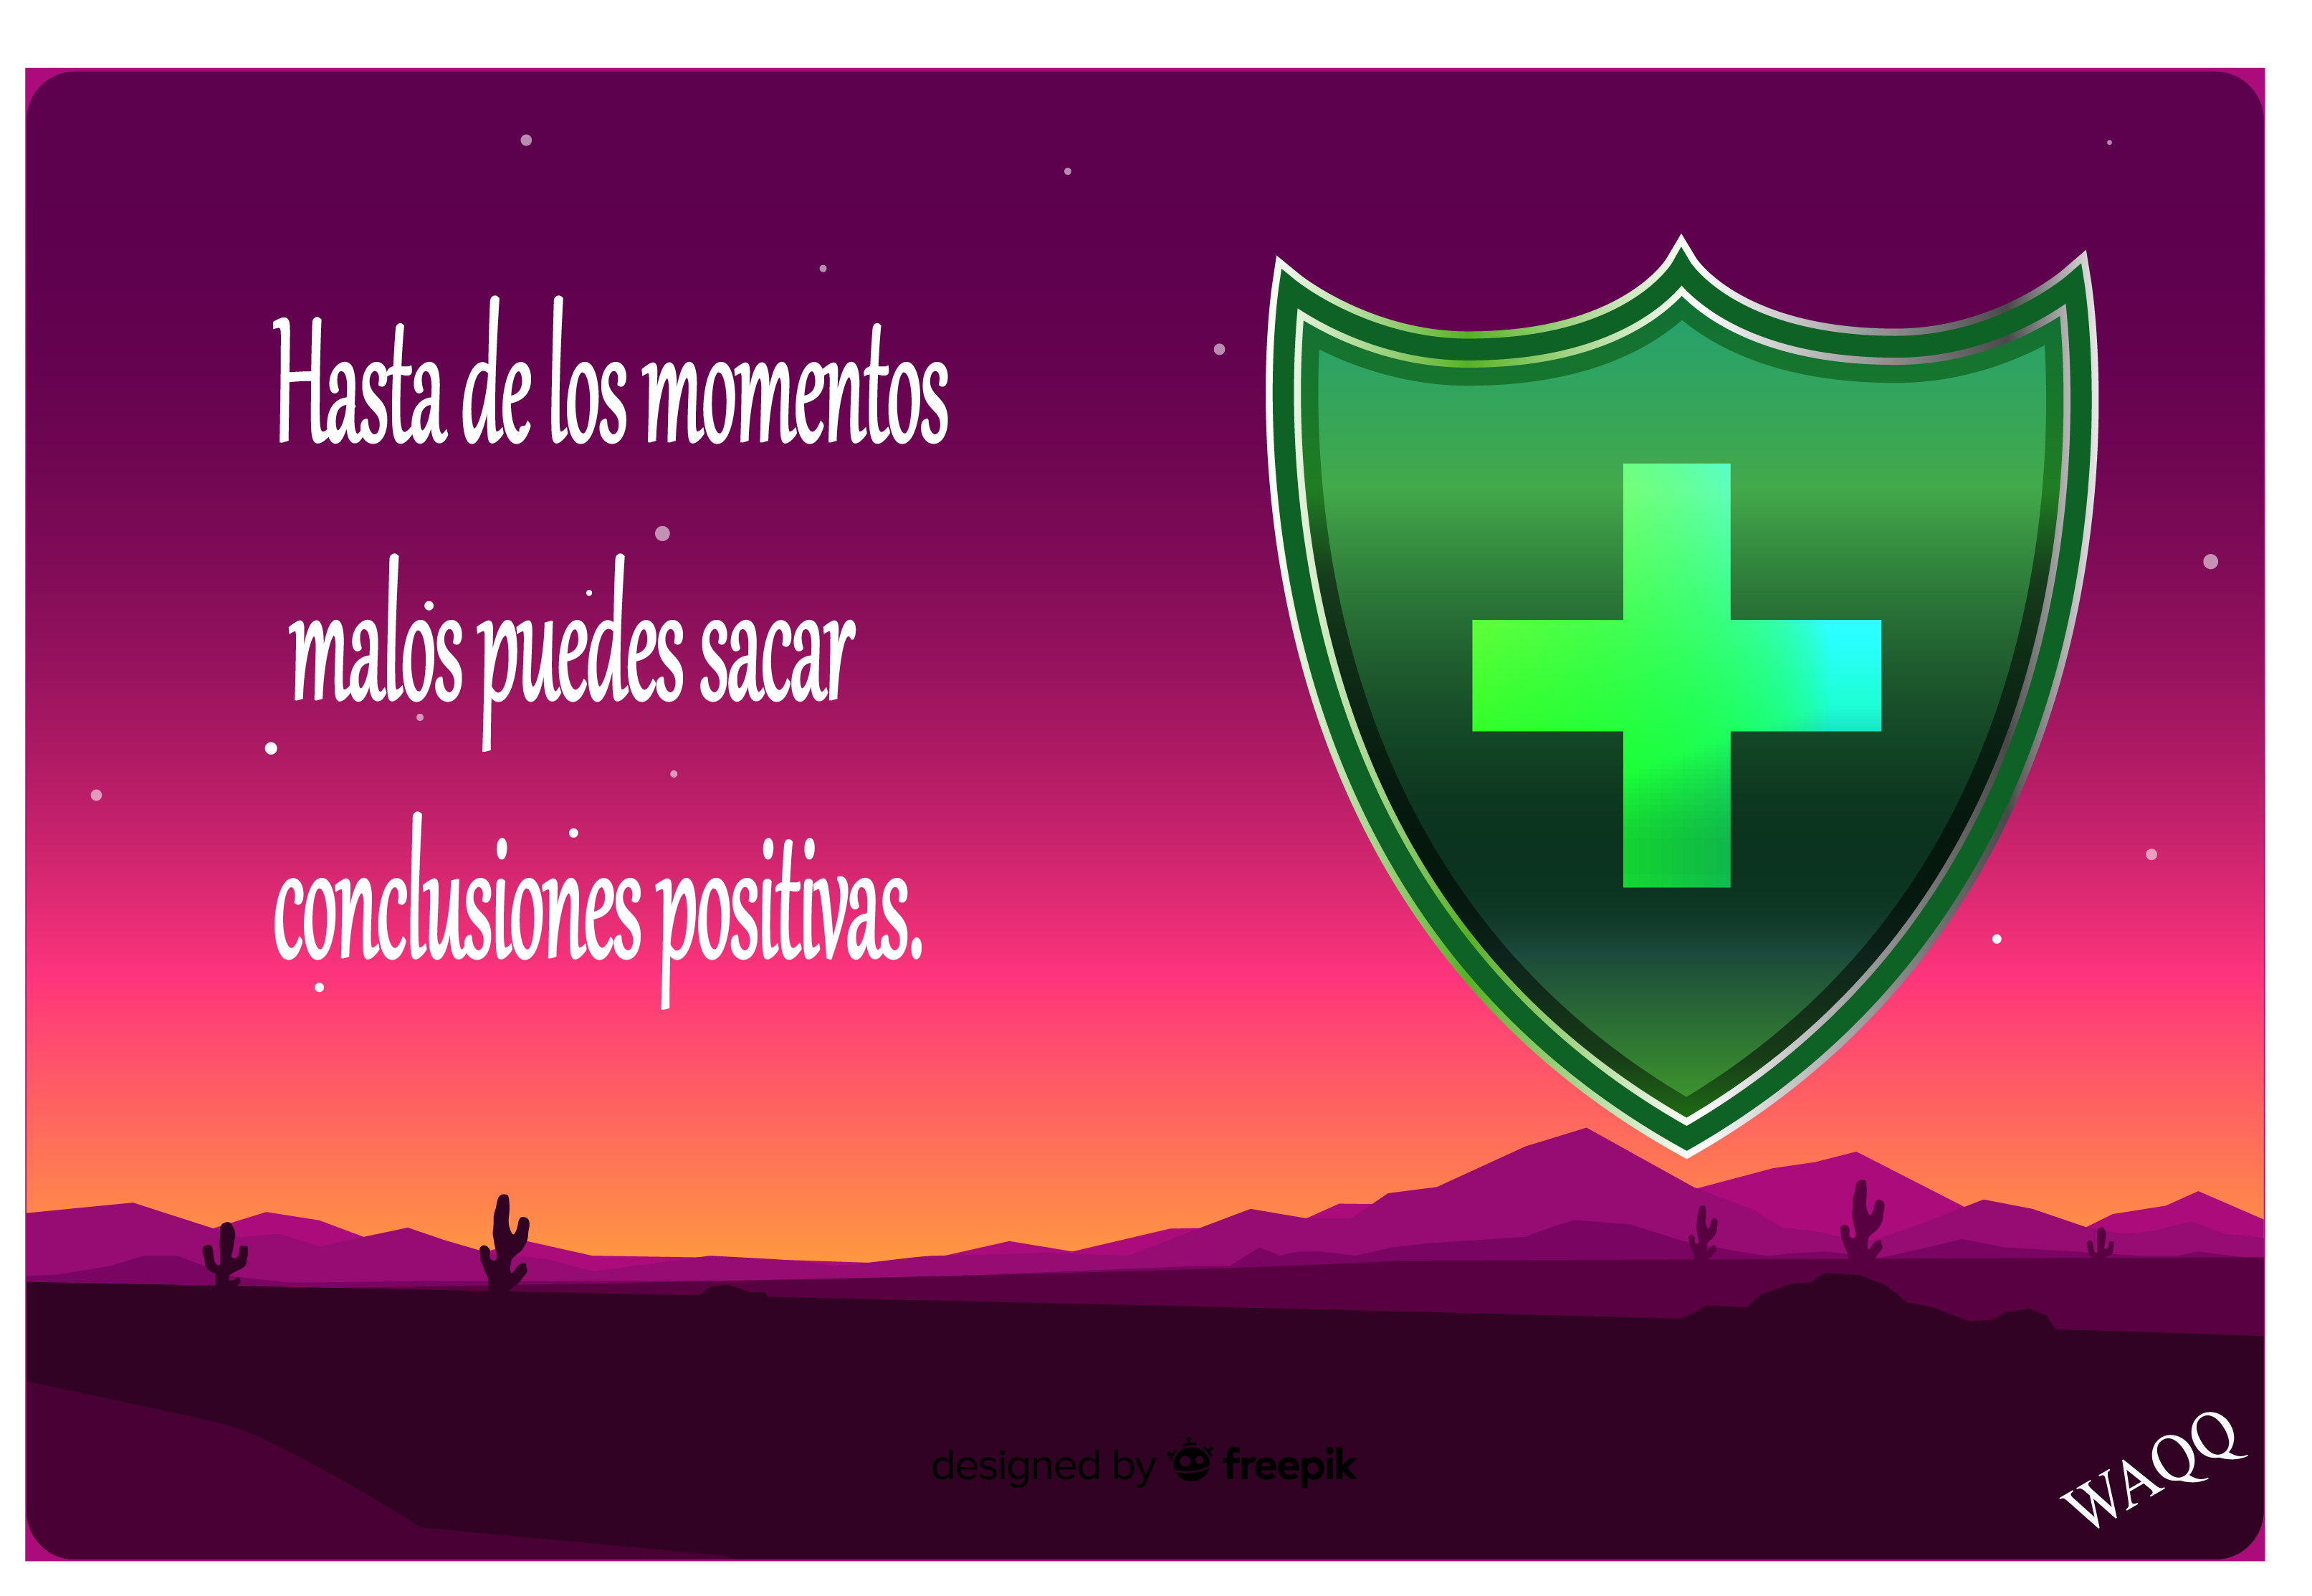 Hasta de los momentos
malos puedes sacar
conclusiones positivas.
designed by freepik
WAQQ